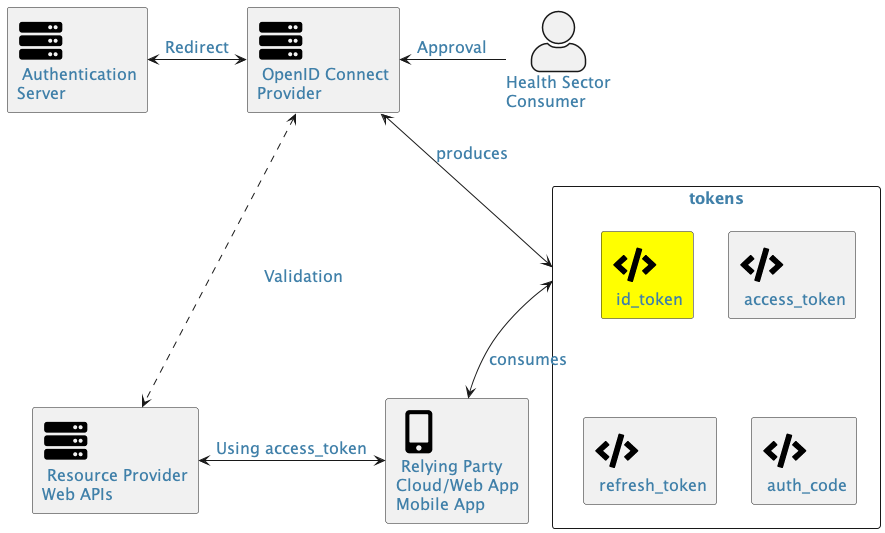 Redirect
Approval
Authentication
Server
OpenID Connect
Provider
Health Sector
Consumer
produces
tokens
Validation
id_token
access_token
consumes
Using access_token
Resource Provider
Web APIs
Relying Party
Cloud/Web App
Mobile App
refresh_token
auth_code